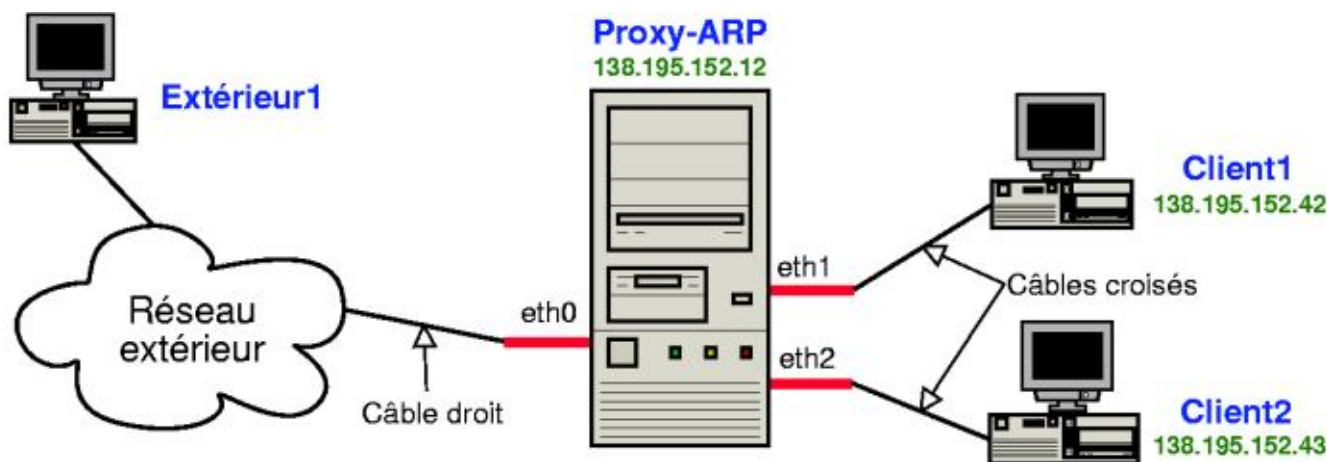 Proxy-ARP
138.195.152.12
Extérieur1
Client1
138.195.152.42
eth1
Câbles croisés
Réseau
extérieur
eth0
eth2
Câble droit
Client2
138.195.152.43